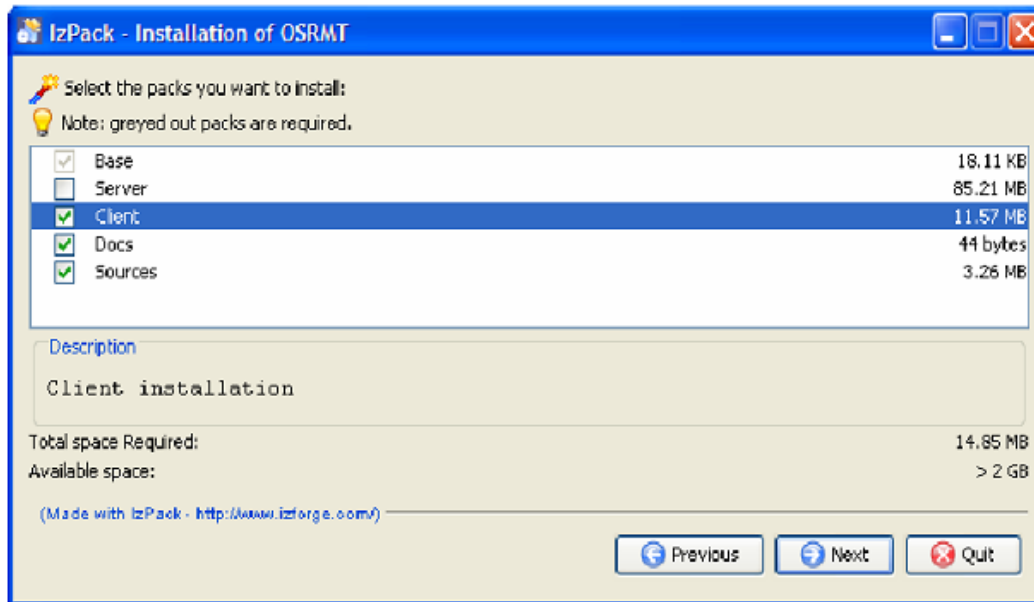 IzPack - Installation of OSRMT
Select the packs you want to install:
Note: greyed out packs are required.
Base 18.11 KB
Server 85.21 MB
Client 11.57 MB
Docs 44 bytes
Sources 3.26 MB
Description
Client installation
Total space Required: 14.85 MB
Available space: > 2 GB
(Made with IzPack - http://www.izforge.com/)
Previous Next Quit